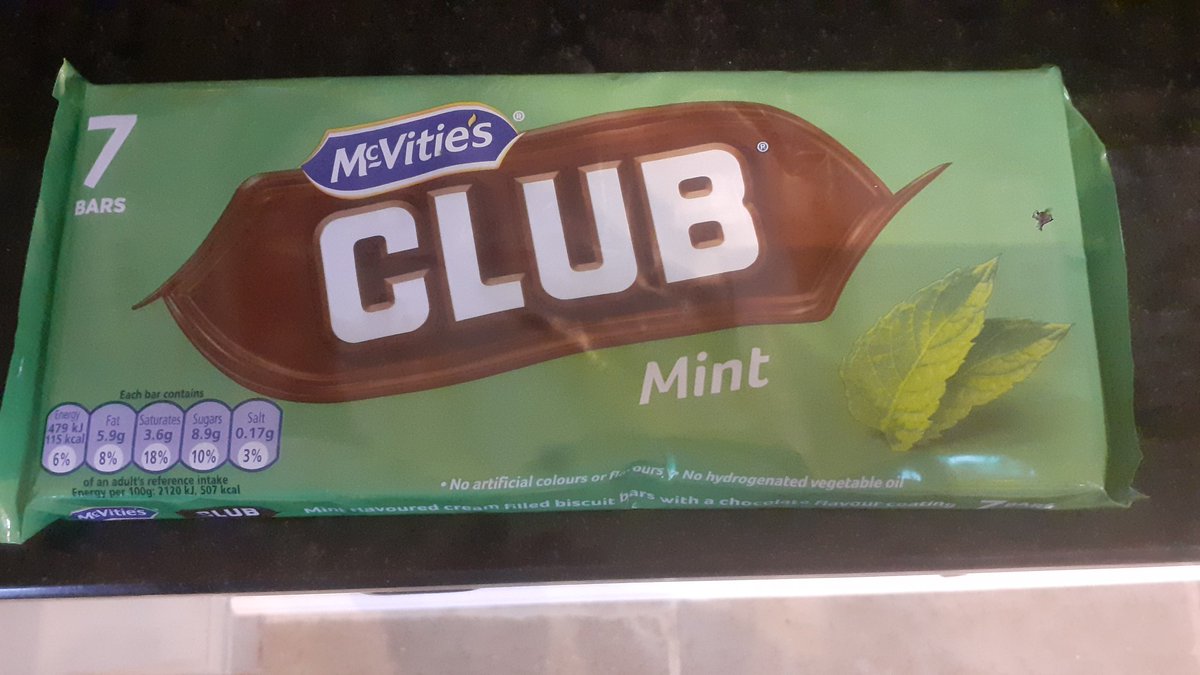 7
BARS
McVitie's ®
CLUB ®
Mint
Each bar contains
Energy
479 kJ
115 kcal
6%
Fat
5.9g
8%
Saturates
3.6g
18%
Sugars
8.9g
10%
Salt
0.17g
3%
of an adult's reference intake
Energy per 100g: 2120 kJ, 507 kcal
• No artificial colours or flavours • No hydrogenated vegetable oil
McVitie's CLUB Mint flavoured cream filled biscuit bars with a chocolate flavour coating 7 BARS